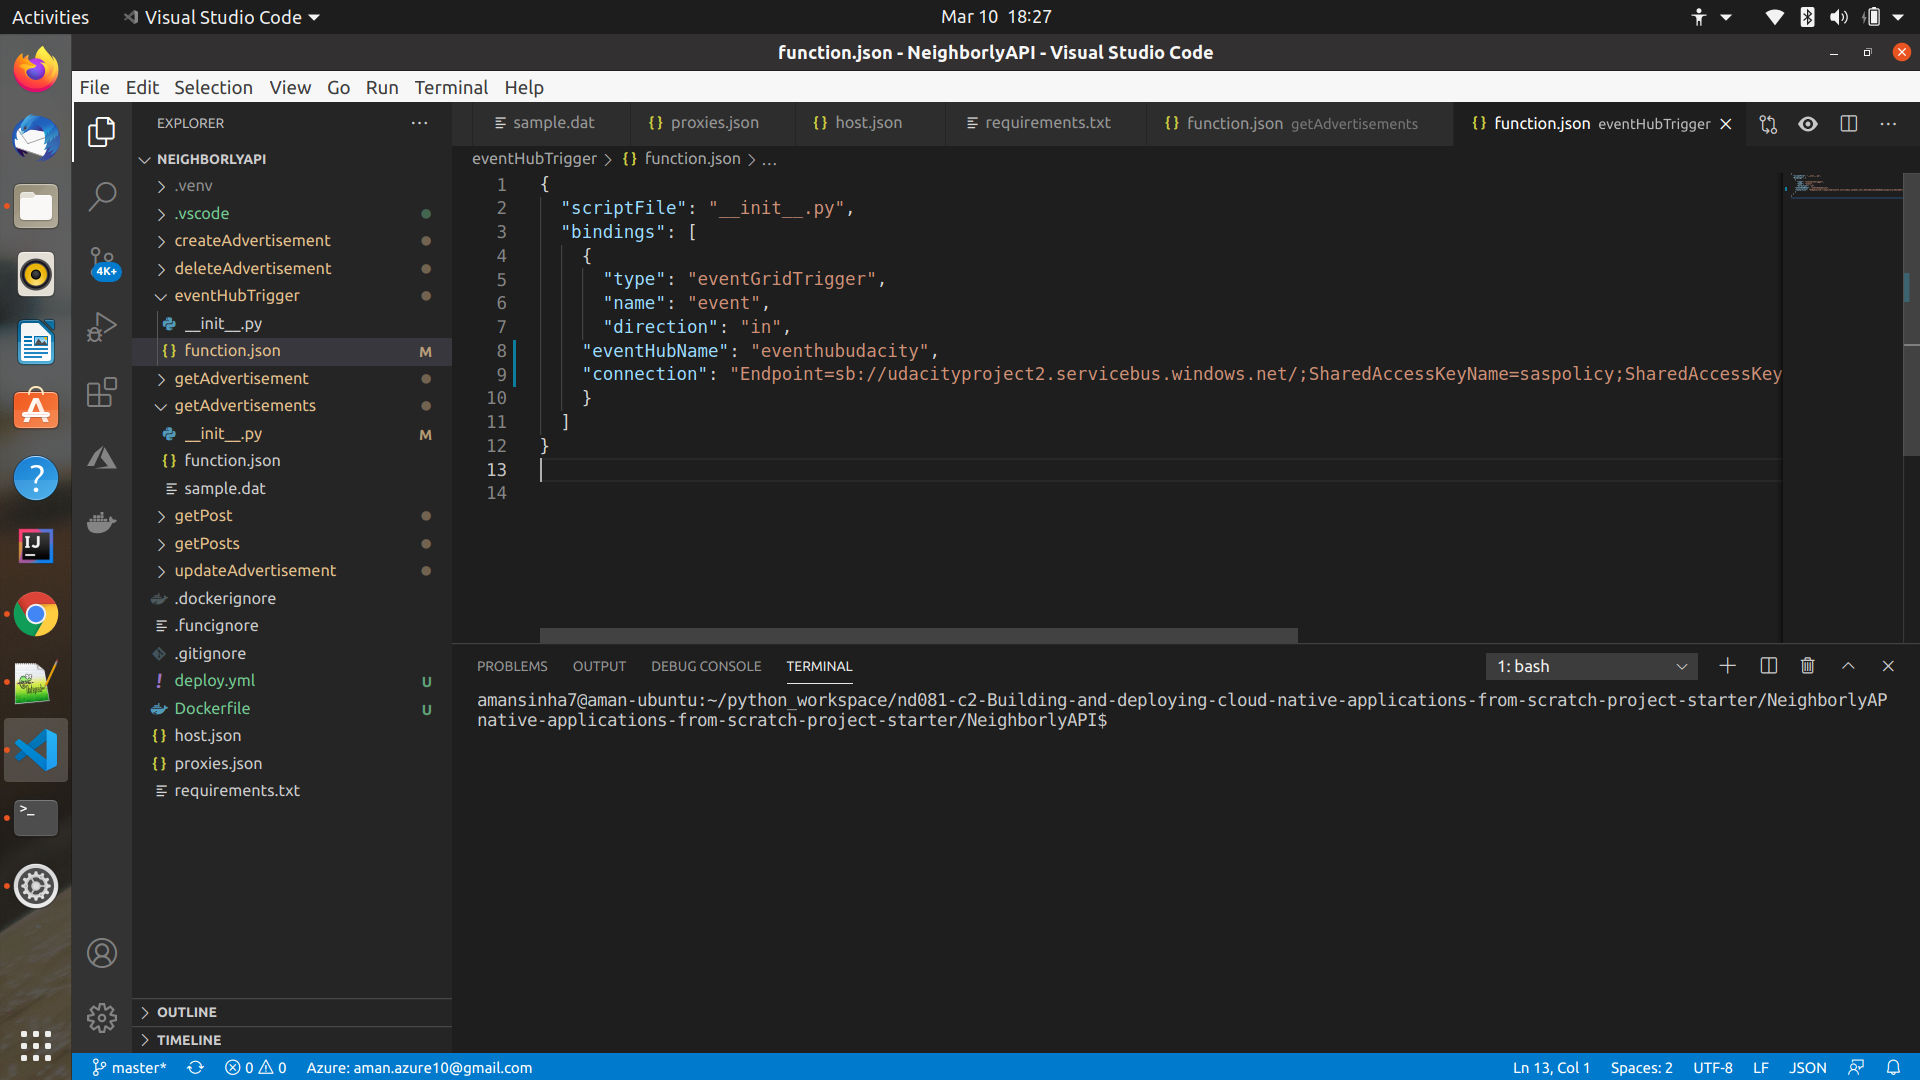 Activities
Visual Studio Code
Mar 10 18:27
function.json - NeighborlyAPI - Visual Studio Code
File Edit Selection View Go Run Terminal Help
EXPLORER
sample.dat
proxies.json
host.json
requirements.txt
function.json getAdvertisements
function.json eventHubTrigger
eventHubTrigger > {} function.json > ...
NEIGHBORLYAPI
.venv
.vscode
createAdvertisement
deleteAdvertisement
eventHubTrigger
__init__.py
function.json M
getAdvertisement
getAdvertisements
__init__.py M
function.json
sample.dat
getPost
getPosts
updateAdvertisement
.dockerignore
.funcignore
.gitignore
deploy.yml U
Dockerfile U
host.json
proxies.json
requirements.txt
OUTLINE
TIMELINE
4K+
1 {
2 "scriptFile": "__init__.py",
3 "bindings": [
4 {
5 "type": "eventGridTrigger",
6 "name": "event",
7 "direction": "in",
8 "eventHubName": "eventhubudacity",
9 "connection": "Endpoint=sb://udacityproject2.servicebus.windows.net/;SharedAccessKeyName=saspolicy;SharedAccessKey
10 }
11 ]
12 }
13
14
PROBLEMS OUTPUT DEBUG CONSOLE TERMINAL
1: bash
amansinha7@aman-ubuntu:~/python_workspace/nd081-c2-Building-and-deploying-cloud-native-applications-from-scratch-project-starter/NeighborlyAP
native-applications-from-scratch-project-starter/NeighborlyAPI$
master* 0 0 Azure: aman.azure10@gmail.com
Ln 13, Col 1 Spaces: 2 UTF-8 LF JSON